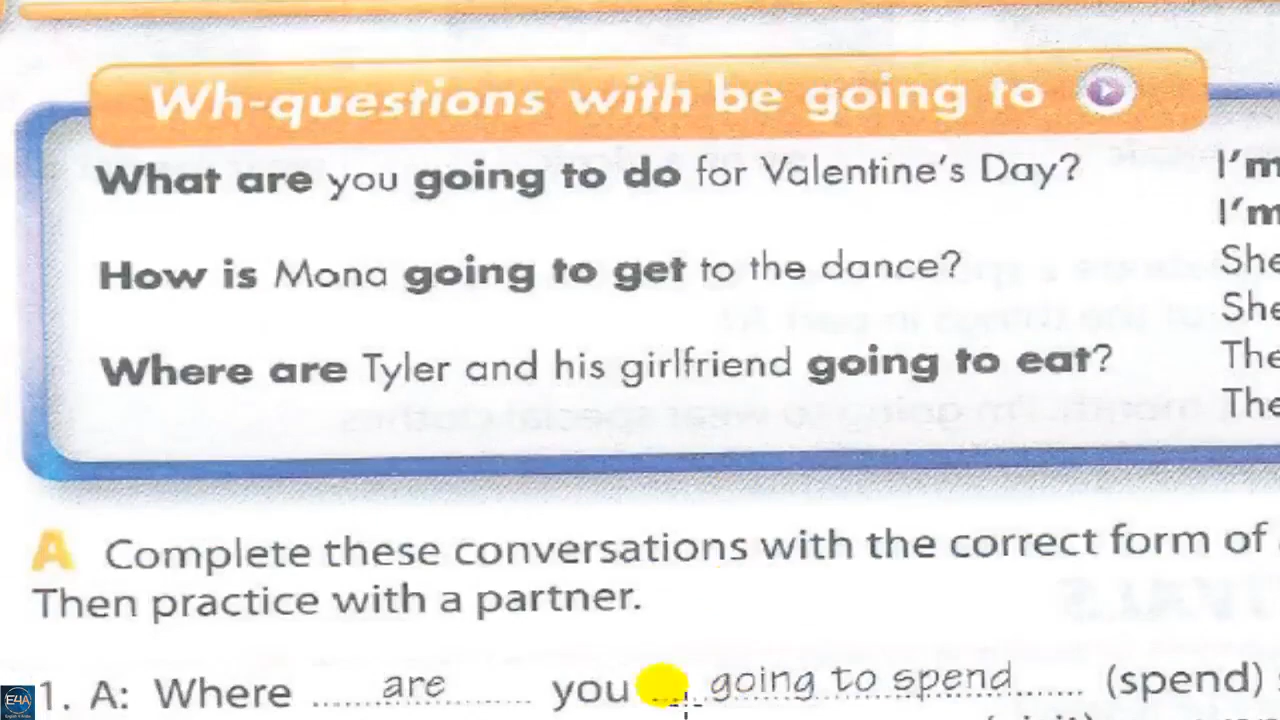 Wh-questions with be going to
What are you going to do for Valentine's Day?
I'm
I'm
How is Mona going to get to the dance?
She
She
Where are Tyler and his girlfriend going to eat?
The
The
A Complete these conversations with the correct form of
Then practice with a partner.
1. A: Where are you going to spend (spend)
E4A